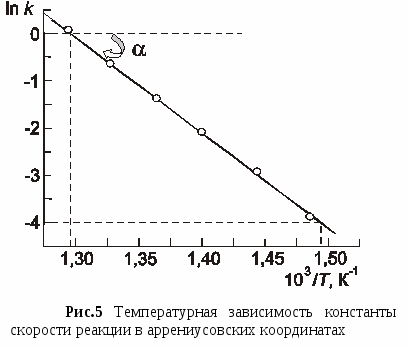 ln k
0
α
-1
-2
-3
-4
1,30 1,35 1,40 1,45 1,50
10³/T, K⁻¹
Рис.5 Температурная зависимость константы
скорости реакции в аррениусовских координатах